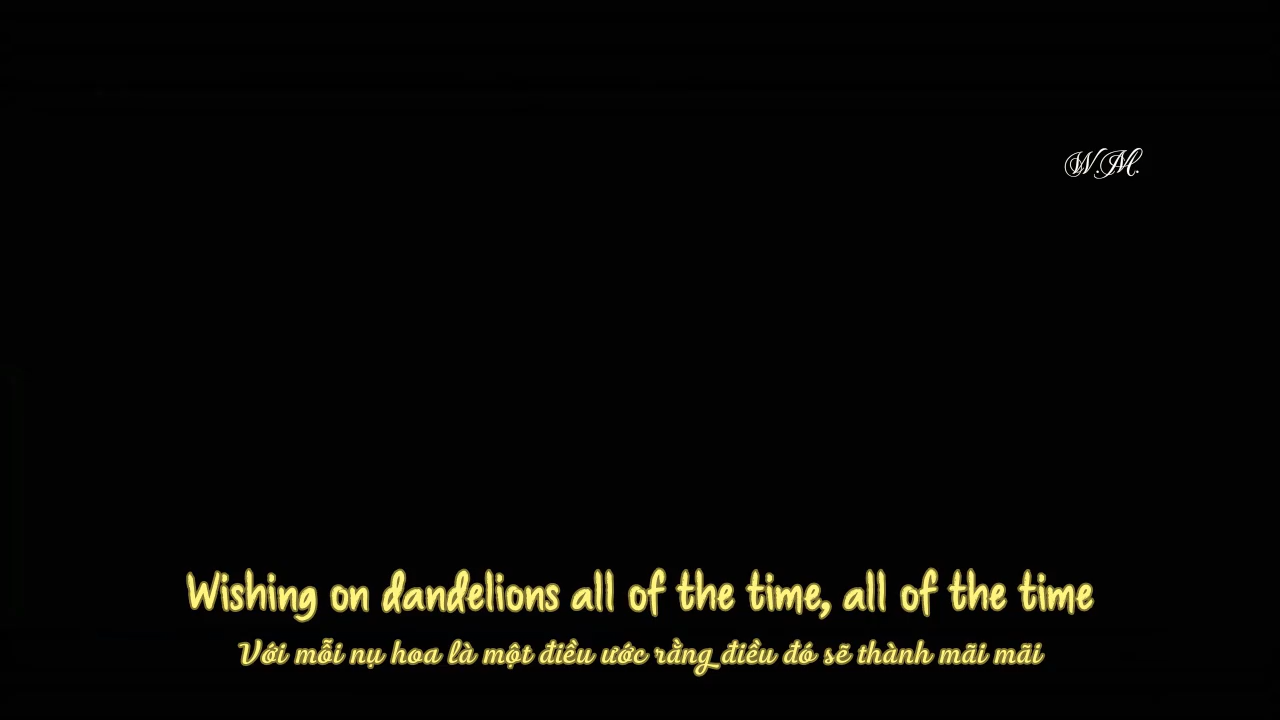 W.M.
Wishing on dandelions all of the time, all of the time
Với mỗi nụ hoa là một điều ước rằng điều đó sẽ thành mãi mãi